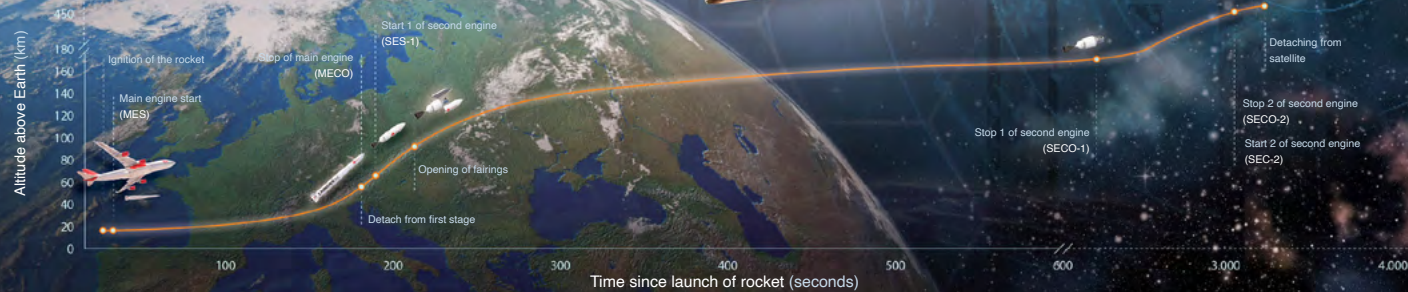 Altitude above Earth (km)
450
180
160
140
120
100
80
60
40
20
0
Ignition of the rocket
Main engine start
(MES)
Stop of main engine
(MECO)
Start 1 of second engine
(SES-1)
Detach from first stage
Opening of fairings
Stop 1 of second engine
(SECO-1)
Detaching from
satellite
Stop 2 of second engine
(SECO-2)
Start 2 of second engine
(SEC-2)
100
200
300
400
500
600
3.000
4.000
Time since launch of rocket (seconds)